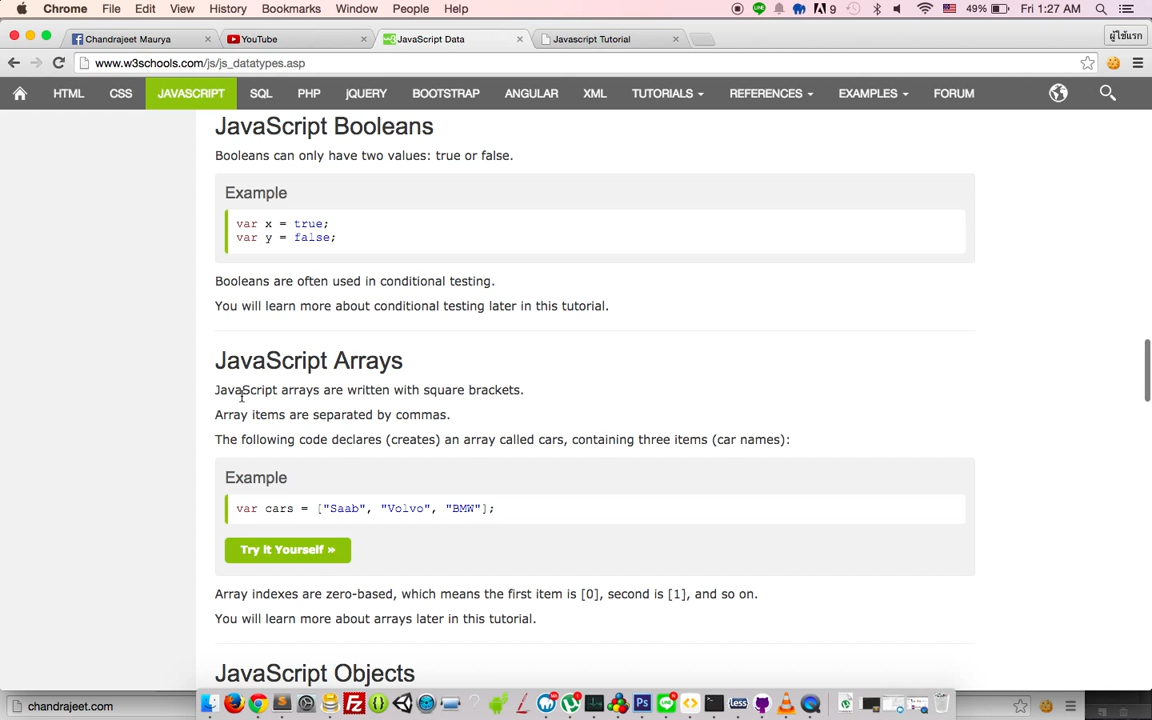 Chrome File Edit View History Bookmarks Window People Help 9 49% Fri 1:27 AM
Chandrajeet Maurya × YouTube × JavaScript Data × Javascript Tutorial × ผู้ใช้แรก
www.w3schools.com/js/js_datatypes.asp
HTML CSS JAVASCRIPT SQL PHP jQUERY BOOTSTRAP ANGULAR XML TUTORIALS REFERENCES EXAMPLES FORUM
JavaScript Booleans
Booleans can only have two values: true or false.
Example
var x = true;
var y = false;
Booleans are often used in conditional testing.
You will learn more about conditional testing later in this tutorial.
JavaScript Arrays
JavaScript arrays are written with square brackets.
Array items are separated by commas.
The following code declares (creates) an array called cars, containing three items (car names):
Example
var cars = ["Saab", "Volvo", "BMW"];
Try it Yourself »
Array indexes are zero-based, which means the first item is [0], second is [1], and so on.
You will learn more about arrays later in this tutorial.
JavaScript Objects
chandrajeet.com